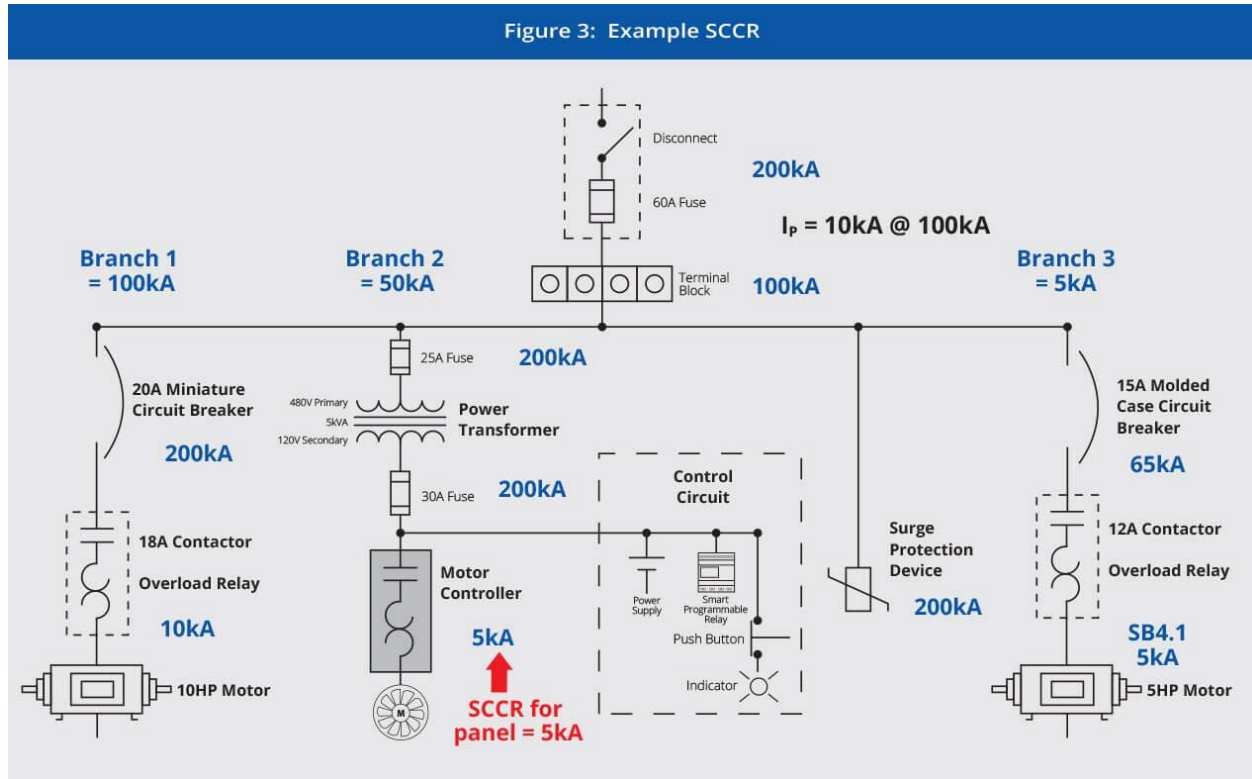 Figure 3: Example SCCR
Disconnect
200kA
60A Fuse
Iₚ = 10kA @ 100kA
Branch 1
= 100kA
Branch 2
= 50kA
Terminal
Block
100kA
Branch 3
= 5kA
25A Fuse
200kA
20A Miniature
Circuit Breaker
200kA
480V Primary
5kVA
120V Secondary
Power
Transformer
15A Molded
Case Circuit
Breaker
65kA
30A Fuse
200kA
Control
Circuit
18A Contactor
Overload Relay
10kA
Motor
Controller
5kA
Power
Supply
Smart
Programmable
Relay
Push Button
Indicator
Surge
Protection
Device
200kA
12A Contactor
Overload Relay
SB4.1
5kA
10HP Motor
M
SCCR for
panel = 5kA
5HP Motor